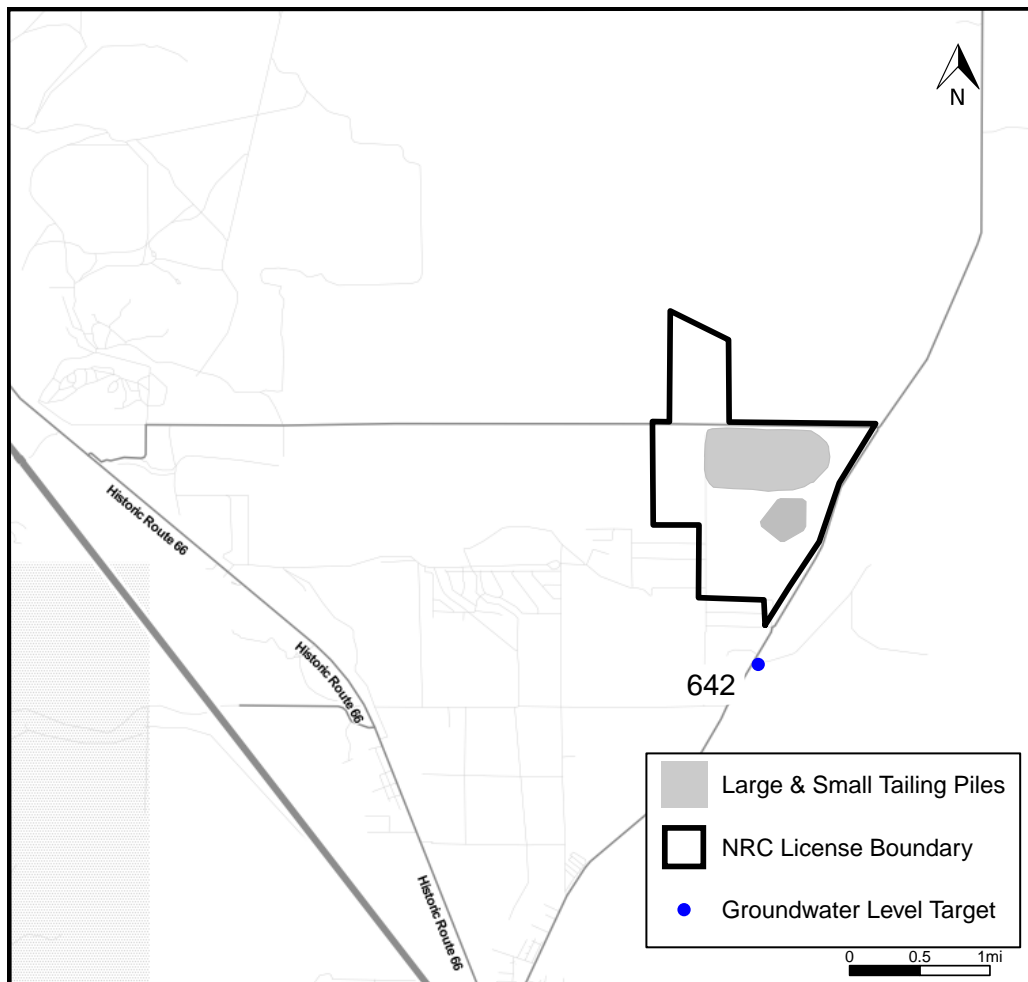 N
Historic Route 66
Historic Route 66
642
Large & Small Tailing Piles
NRC License Boundary
Groundwater Level Target
Historic Route 66
0 0.5 1mi